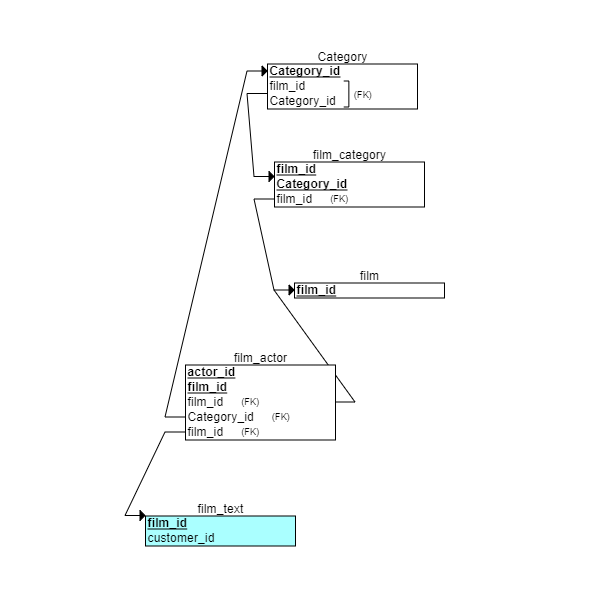 Category
Category_id
film_id
Category_id (FK)
film_category
film_id
Category_id
film_id (FK)
film
film_id
film_actor
actor_id
film_id
film_id (FK)
Category_id (FK)
film_id (FK)
film_text
film_id
customer_id